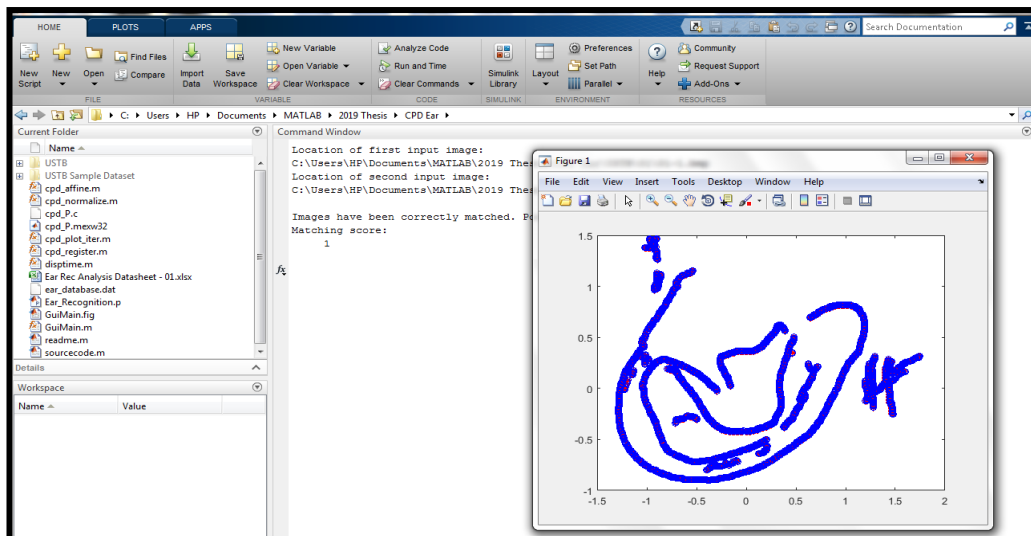 HOME PLOTS APPS Search Documentation
New Script
New
Open
Find Files
Compare
Import Data
Save Workspace
New Variable
Open Variable
Clear Workspace
Analyze Code
Run and Time
Clear Commands
Simulink Library
Layout
Preferences
Set Path
Parallel
Help
Community
Request Support
Add-Ons
FILE VARIABLE CODE SIMULINK ENVIRONMENT RESOURCES
C: Users HP Documents MATLAB 2019 Thesis CPD Ear
Current Folder
Name
USTB
USTB Sample Dataset
cpd_affine.m
cpd_normalize.m
cpd_P.c
cpd_P.mexw32
cpd_plot_iter.m
cpd_register.m
disptime.m
Ear Rec Analysis Datasheet - 01.xlsx
ear_database.dat
Ear_Recognition.p
GuiMain.fig
GuiMain.m
readme.m
sourcecode.m
Details
Workspace
Name Value
Command Window
Location of first input image:
C:\Users\HP\Documents\MATLAB\2019 The
Location of second input image:
C:\Users\HP\Documents\MATLAB\2019 The
Images have been correctly matched.
Matching score:
1
fx
Figure 1
File Edit View Insert Tools Desktop Window Help
1.5
1
0.5
0
-0.5
-1
-1.5 -1 -0.5 0 0.5 1 1.5 2